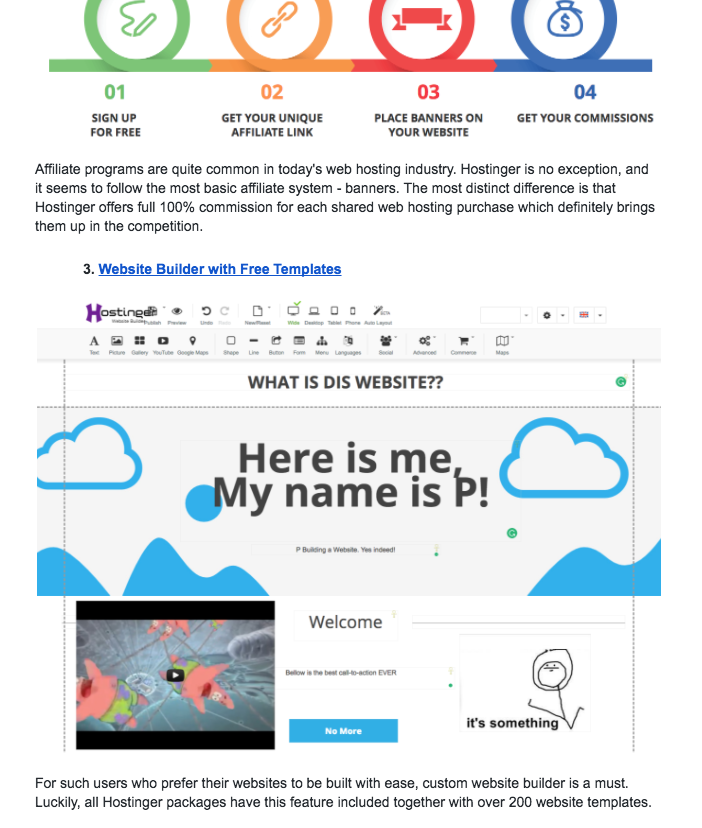 01 02 03 04
SIGN UP GET YOUR UNIQUE PLACE BANNERS ON GET YOUR COMMISSIONS
FOR FREE AFFILIATE LINK YOUR WEBSITE
Affiliate programs are quite common in today's web hosting industry. Hostinger is no exception, and
it seems to follow the most basic affiliate system - banners. The most distinct difference is that
Hostinger offers full 100% commission for each shared web hosting purchase which definitely brings
them up in the competition.
3. Website Builder with Free Templates
Hostinger
Website Builder Publish Preview Undo Redo New/Reset Wide Desktop Tablet Phone Auto Layout
Text Picture Gallery YouTube Google Maps Shape Line Button Form Menu Languages Social Advanced Commerce Maps
WHAT IS DIS WEBSITE??
Here is me,
My name is P!
P Building a Website. Yes indeed!
Welcome
Bellow is the best call-to-action EVER
it's something
No More
For such users who prefer their websites to be built with ease, custom website builder is a must.
Luckily, all Hostinger packages have this feature included together with over 200 website templates.